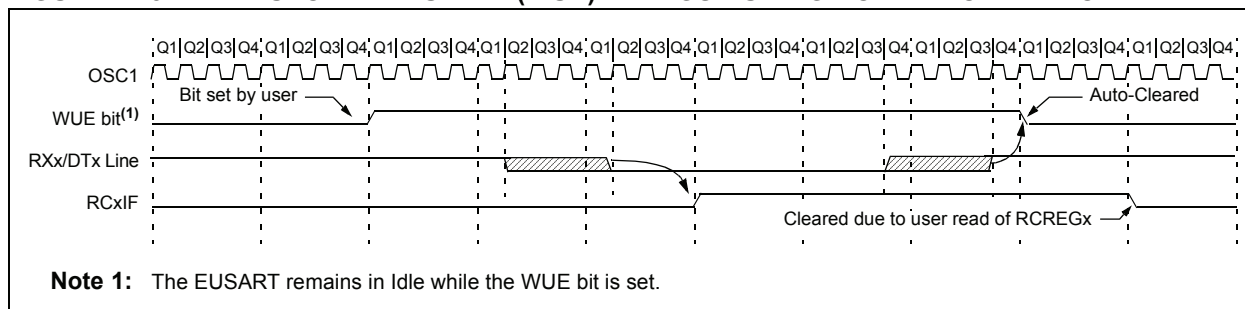 Q1|Q2|Q3|Q4|Q1|Q2|Q3|Q4|Q1|Q2|Q3|Q4|Q1|Q2|Q3|Q4|Q1|Q2|Q3|Q4|Q1|Q2|Q3|Q4|Q1|Q2|Q3|Q4|Q1|Q2|Q3|Q4|Q1|Q2|Q3|Q4|Q1|Q2|Q3|Q4
OSC1
Bit set by user
Auto-Cleared
WUE bit(1)
RXx/DTx Line
RCxIF
Cleared due to user read of RCREGx
Note 1: The EUSART remains in Idle while the WUE bit is set.